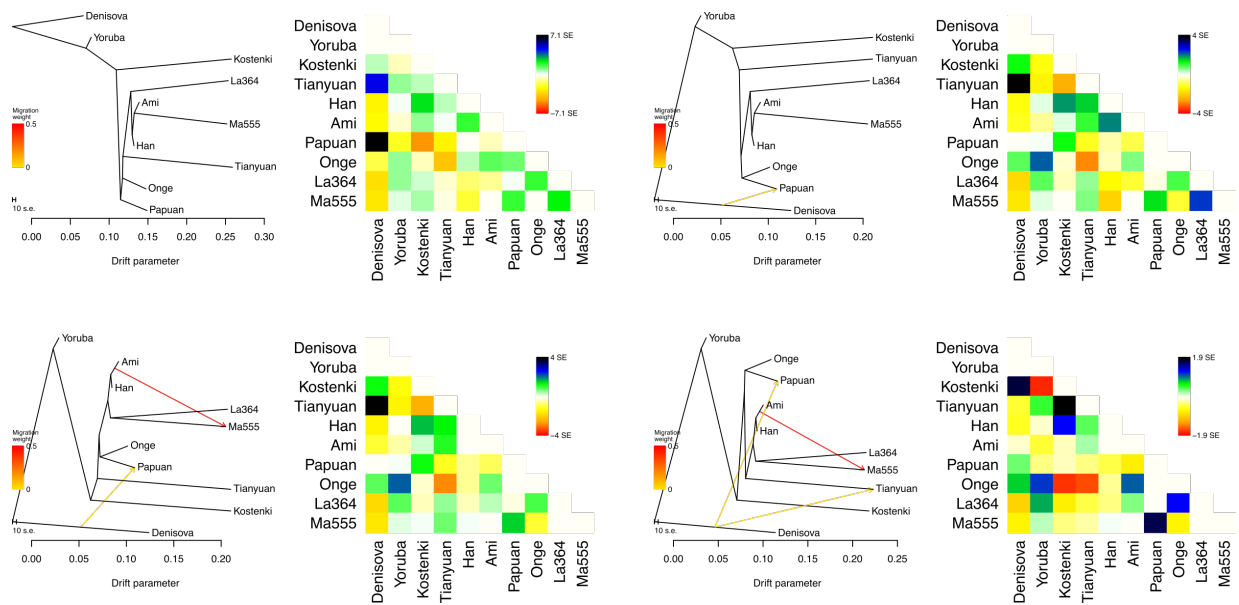 Denisova
Yoruba
Kostenki
La364
Ami
Ma555
Han
Tianyuan
Onge
Papuan
Migration
weight
0.5
0
10 s.e.
0.00 0.05 0.10 0.15 0.20 0.25 0.30
Drift parameter
Denisova
Yoruba
Kostenki
Tianyuan
Han
Ami
Papuan
Onge
La364
Ma555
7.1 SE
−7.1 SE
Denisova Yoruba Kostenki Tianyuan Han Ami Papuan Onge La364 Ma555
Yoruba
Kostenki
Tianyuan
La364
Ami
Ma555
Han
Onge
Papuan
Denisova
Migration
weight
0.5
0
10 s.e.
0.00 0.05 0.10 0.15 0.20
Drift parameter
Denisova
Yoruba
Kostenki
Tianyuan
Han
Ami
Papuan
Onge
La364
Ma555
4 SE
−4 SE
Denisova Yoruba Kostenki Tianyuan Han Ami Papuan Onge La364 Ma555
Yoruba
Ami
Han
La364
Ma555
Onge
Papuan
Tianyuan
Kostenki
Denisova
Migration
weight
0.5
0
10 s.e.
0.00 0.05 0.10 0.15 0.20
Drift parameter
Denisova
Yoruba
Kostenki
Tianyuan
Han
Ami
Papuan
Onge
La364
Ma555
4 SE
−4 SE
Denisova Yoruba Kostenki Tianyuan Han Ami Papuan Onge La364 Ma555
Yoruba
Onge
Papuan
Ami
Han
La364
Ma555
Tianyuan
Kostenki
Denisova
Migration
weight
0.5
0
10 s.e.
0.00 0.05 0.10 0.15 0.20 0.25
Drift parameter
Denisova
Yoruba
Kostenki
Tianyuan
Han
Ami
Papuan
Onge
La364
Ma555
1.9 SE
−1.9 SE
Denisova Yoruba Kostenki Tianyuan Han Ami Papuan Onge La364 Ma555